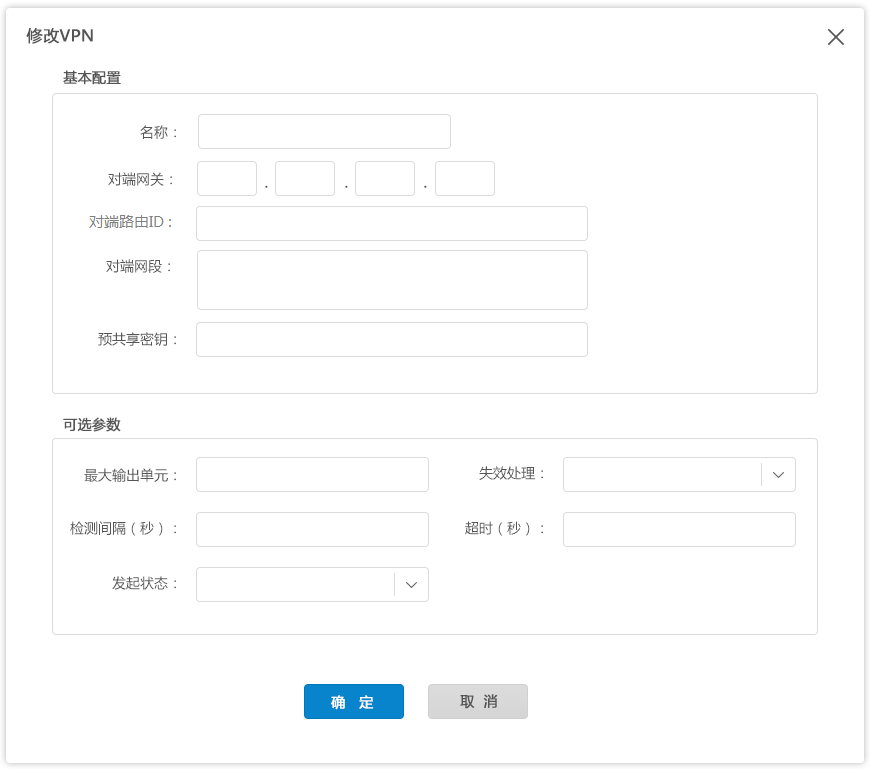 修改VPN
基本配置
名称：
对端网关：
. . .
对端路由ID：
对端网段：
预共享密钥：
可选参数
最大输出单元：
失效处理：
检测间隔（秒）：
超时（秒）：
发起状态：
确 定
取 消